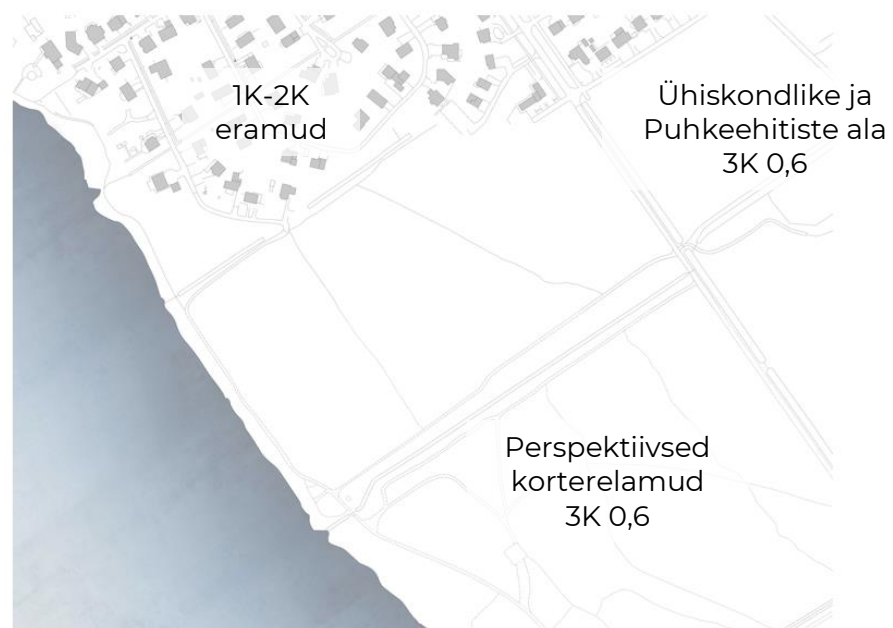 1K-2K
eramud
Ühiskondlike ja
Puhkeehitiste ala
3K 0,6
Perspektiivsed
korterelamud
3K 0,6